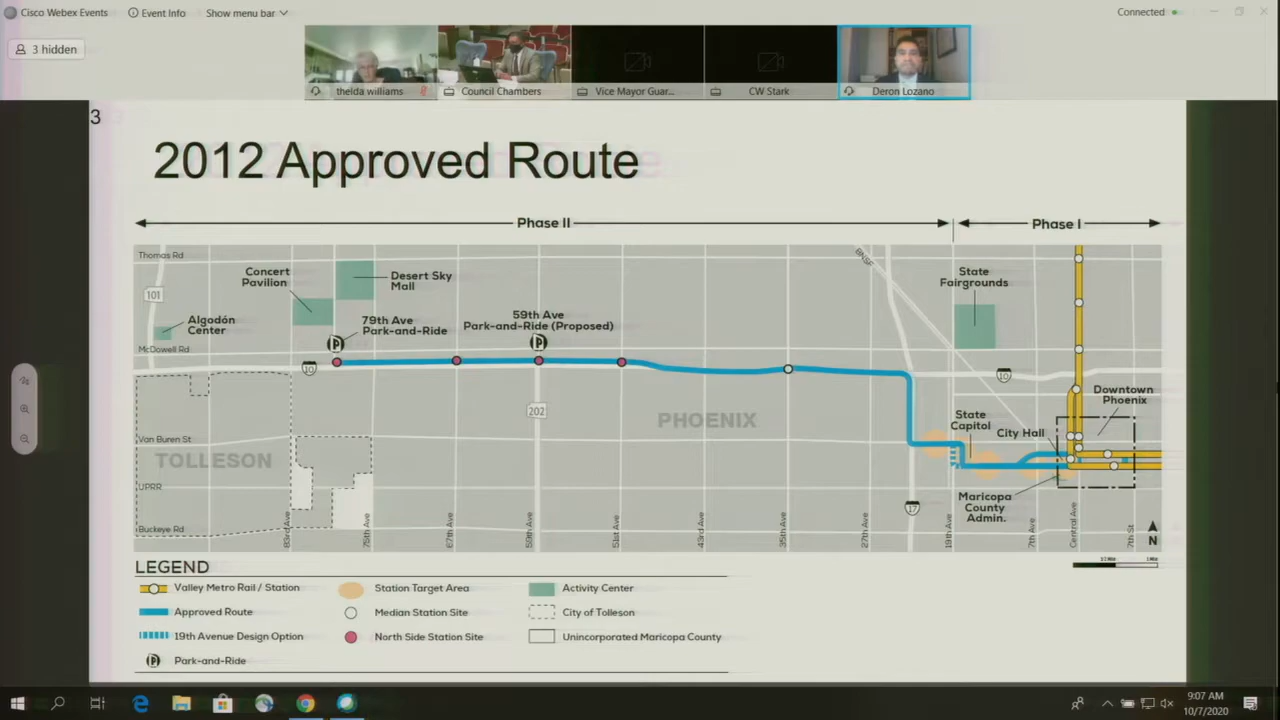 Cisco Webex Events
Event Info
Show menu bar
Connected
3 hidden
thelda williams
Council Chambers
Vice Mayor Guar...
CW Stark
Deron Lozano
3
2012 Approved Route
Phase II
Phase I
Thomas Rd
BNSF
101
Concert
Pavilion
Desert Sky
Mall
State
Fairgrounds
Algodón
Center
79th Ave
Park-and-Ride
59th Ave
Park-and-Ride (Proposed)
McDowell Rd
10
10
202
PHOENIX
Downtown
Phoenix
State
Capitol
City Hall
Van Buren St
TOLLESON
UPRR
Maricopa
County
Admin.
17
Buckeye Rd
83rd Ave
75th Ave
67th Ave
59th Ave
51st Ave
43rd Ave
35th Ave
27th Ave
19th Ave
7th Ave
Central Ave
7th St
N
LEGEND
Valley Metro Rail / Station
Station Target Area
Activity Center
Approved Route
Median Station Site
City of Tolleson
19th Avenue Design Option
North Side Station Site
Unincorporated Maricopa County
Park-and-Ride
9:07 AM
10/7/2020